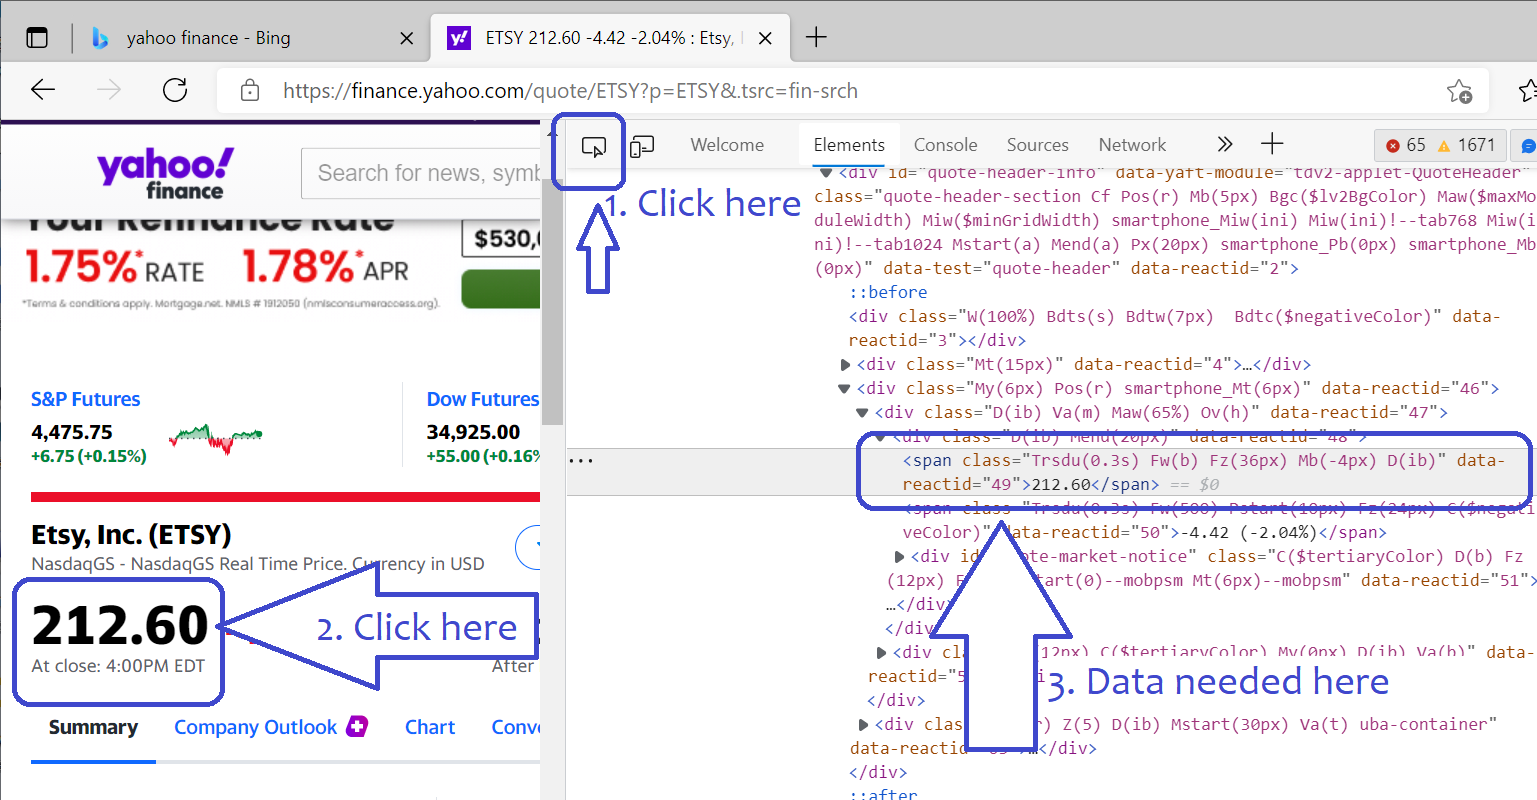 yahoo finance - Bing
ETSY 212.60 -4.42 -2.04% : Etsy,
https://finance.yahoo.com/quote/ETSY?p=ETSY&.tsrc=fin-srch
yahoo!
finance
Search for news, symb
Your Refinance Rate
1.75%* RATE 1.78%* APR
$530,0
*Terms & conditions apply. Mortgage.net. NMLS # 1912050 (nmlsconsumeraccess.org).
S&P Futures
4,475.75
+6.75 (+0.15%)
Dow Futures
34,925.00
+55.00 (+0.16%
Etsy, Inc. (ETSY)
NasdaqGS - NasdaqGS Real Time Price. Currency in USD
212.60
At close: 4:00PM EDT
After
2. Click here
Summary Company Outlook Chart Conve
Welcome Elements Console Sources Network
65 1671
1. Click here
<div id="quote-header-info" data-yaft-module="tdv2-applet-QuoteHeader"
class="quote-header-section Cf Pos(r) Mb(5px) Bgc($lv2BgColor) Maw($maxMo
duleWidth) Miw($minGridWidth) smartphone_Miw(ini) Miw(ini)!--tab768 Miw(i
ni)!--tab1024 Mstart(a) Mend(a) Px(20px) smartphone_Pb(0px) smartphone_Mb
(0px)" data-test="quote-header" data-reactid="2">
::before
<div class="W(100%) Bdts(s) Bdtw(7px)  Bdtc($negativeColor)" data-
reactid="3"></div>
<div class="Mt(15px)" data-reactid="4">…</div>
<div class="My(6px) Pos(r) smartphone_Mt(6px)" data-reactid="46">
<div class="D(ib) Va(m) Maw(65%) Ov(h)" data-reactid="47">
<div class="D(ib) Mend(20px)" data-reactid="48">
...
<span class="Trsdu(0.3s) Fw(b) Fz(36px) Mb(-4px) D(ib)" data-
reactid="49">212.60</span> == $0
<span class="Trsdu(0.3s) Fw(500) Pstart(10px) Fz(24px) C($negati
veColor)" data-reactid="50">-4.42 (-2.04%)</span>
<div id ote-market-notice" class="C($tertiaryColor) D(b) Fz
(12px) F start(0)--mobpsm Mt(6px)--mobpsm" data-reactid="51">
…</div>
</div>
<div cla (12px) C($tertiaryColor) My(0px) D(ib) Va(b)" data-
reactid="5
3. Data needed here
</div>
<div clas r) Z(5) D(ib) Mstart(30px) Va(t) uba-container"
data-reactid= …</div>
</div>
::after